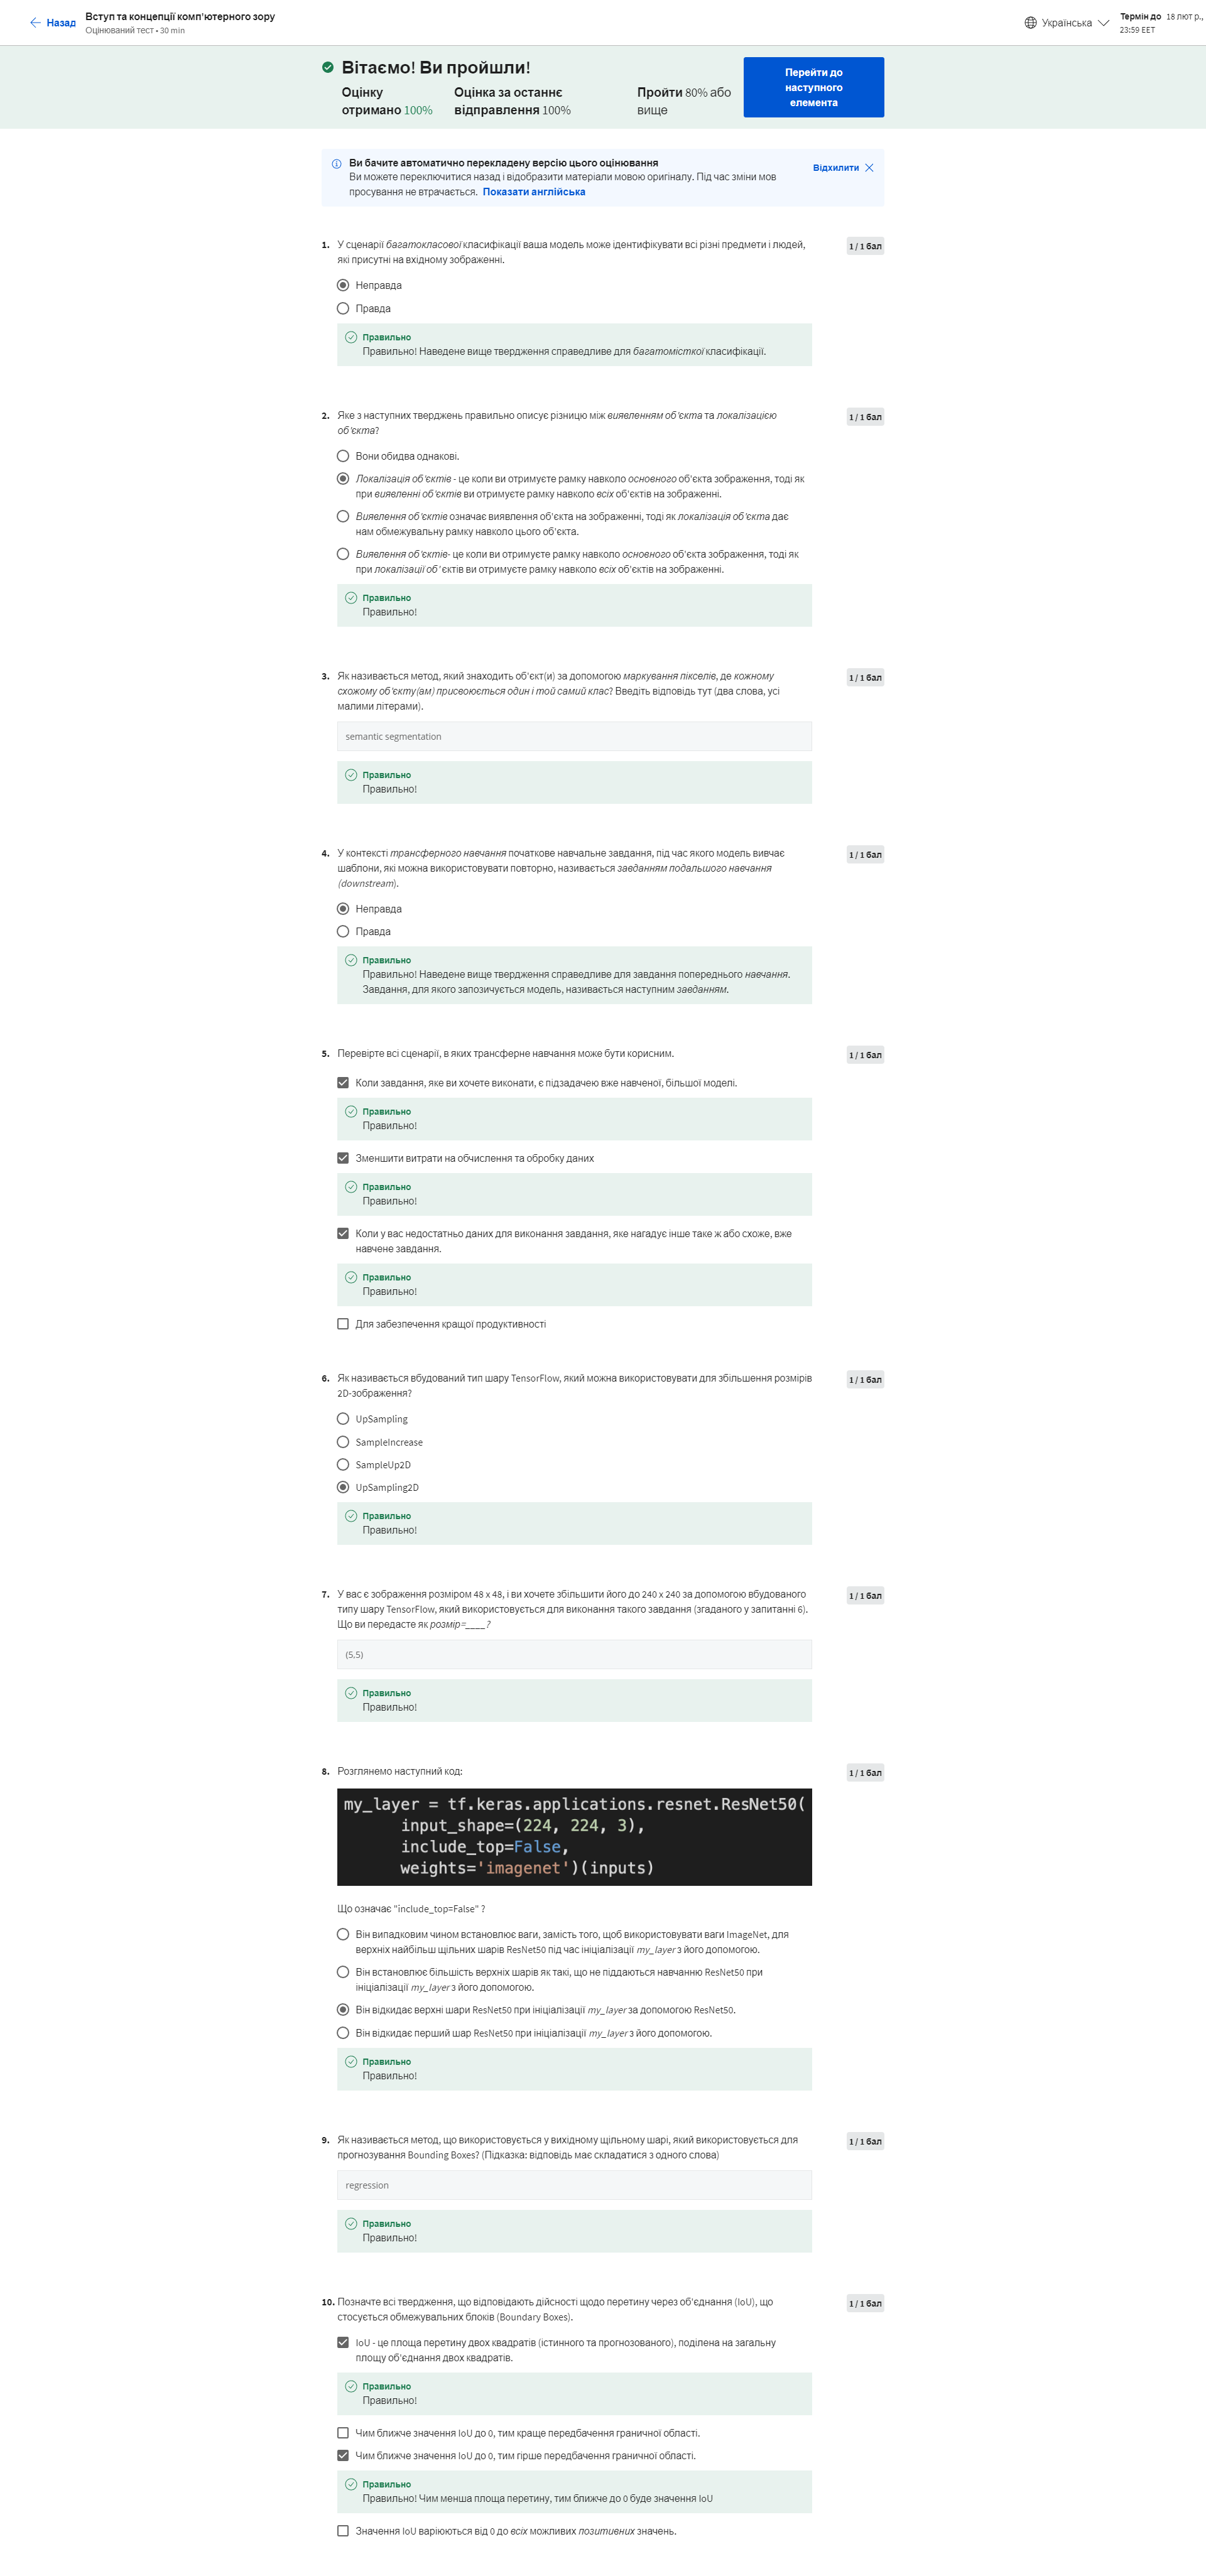 Назад
Вступ та концепції комп'ютерного зору
Оцінюваний тест • 30 min
Українська
Термін до 18 лют р.,
23:59 EET
Вітаємо! Ви пройшли!
Оцінку
отримано 100%
Оцінка за останнє
відправлення 100%
Пройти 80% або
вище
Перейти до
наступного
елемента
Ви бачите автоматично перекладену версію цього оцінювання
Ви можете переключитися назад і відобразити матеріали мовою оригіналу. Під час зміни мов
просування не втрачається. Показати англійська
Відхилити
1. У сценарії багатокласової класифікації ваша модель може ідентифікувати всі різні предмети і людей,
які присутні на вхідному зображенні.
1 / 1 бал
Неправда
Правда
Правильно
Правильно! Наведене вище твердження справедливе для багатомісткої класифікації.
2. Яке з наступних тверджень правильно описує різницю між виявленням об'єкта та локалізацією
об'єкта?
1 / 1 бал
Вони обидва однакові.
Локалізація об'єктів - це коли ви отримуєте рамку навколо основного об'єкта зображення, тоді як
при виявленні об'єктів ви отримуєте рамку навколо всіх об'єктів на зображенні.
Виявлення об'єктів означає виявлення об'єкта на зображенні, тоді як локалізація об'єкта дає
нам обмежувальну рамку навколо цього об'єкта.
Виявлення об'єктів- це коли ви отримуєте рамку навколо основного об'єкта зображення, тоді як
при локалізації об'єктів ви отримуєте рамку навколо всіх об'єктів на зображенні.
Правильно
Правильно!
3. Як називається метод, який знаходить об'єкт(и) за допомогою маркування пікселів, де кожному
схожому об'єкту(ам) присвоюється один і той самий клас? Введіть відповідь тут (два слова, усі
малими літерами).
1 / 1 бал
semantic segmentation
Правильно
Правильно!
4. У контексті трансферного навчання початкове навчальне завдання, під час якого модель вивчає
шаблони, які можна використовувати повторно, називається завданням подальшого навчання
(downstream).
1 / 1 бал
Неправда
Правда
Правильно
Правильно! Наведене вище твердження справедливе для завдання попереднього навчання.
Завдання, для якого запозичується модель, називається наступним завданням.
5. Перевірте всі сценарії, в яких трансферне навчання може бути корисним.
1 / 1 бал
Коли завдання, яке ви хочете виконати, є підзадачею вже навченої, більшої моделі.
Правильно
Правильно!
Зменшити витрати на обчислення та обробку даних
Правильно
Правильно!
Коли у вас недостатньо даних для виконання завдання, яке нагадує інше таке ж або схоже, вже
навчене завдання.
Правильно
Правильно!
Для забезпечення кращої продуктивності
6. Як називається вбудований тип шару TensorFlow, який можна використовувати для збільшення розмірів
2D-зображення?
1 / 1 бал
UpSampling
SampleIncrease
SampleUp2D
UpSampling2D
Правильно
Правильно!
7. У вас є зображення розміром 48 x 48, і ви хочете збільшити його до 240 x 240 за допомогою вбудованого
типу шару TensorFlow, який використовується для виконання такого завдання (згаданого у запитанні 6).
Що ви передасте як розмір=____?
1 / 1 бал
(5,5)
Правильно
Правильно!
8. Розглянемо наступний код:
1 / 1 бал
my_layer = tf.keras.applications.resnet.ResNet50(
input_shape=(224, 224, 3),
include_top=False,
weights='imagenet')(inputs)
Що означає "include_top=False" ?
Він випадковим чином встановлює ваги, замість того, щоб використовувати ваги ImageNet, для
верхніх найбільш щільних шарів ResNet50 під час ініціалізації my_layer з його допомогою.
Він встановлює більшість верхніх шарів як такі, що не піддаються навчанню ResNet50 при
ініціалізації my_layer з його допомогою.
Він відкидає верхні шари ResNet50 при ініціалізації my_layer за допомогою ResNet50.
Він відкидає перший шар ResNet50 при ініціалізації my_layer з його допомогою.
Правильно
Правильно!
9. Як називається метод, що використовується у вихідному щільному шарі, який використовується для
прогнозування Bounding Boxes? (Підказка: відповідь має складатися з одного слова)
1 / 1 бал
regression
Правильно
Правильно!
10. Позначте всі твердження, що відповідають дійсності щодо перетину через об'єднання (IoU), що
стосується обмежувальних блоків (Boundary Boxes).
1 / 1 бал
IoU - це площа перетину двох квадратів (істинного та прогнозованого), поділена на загальну
площу об'єднання двох квадратів.
Правильно
Правильно!
Чим ближче значення IoU до 0, тим краще передбачення граничної області.
Чим ближче значення IoU до 0, тим гірше передбачення граничної області.
Правильно
Правильно! Чим менша площа перетину, тим ближче до 0 буде значення IoU
Значення IoU варіюються від 0 до всіх можливих позитивних значень.